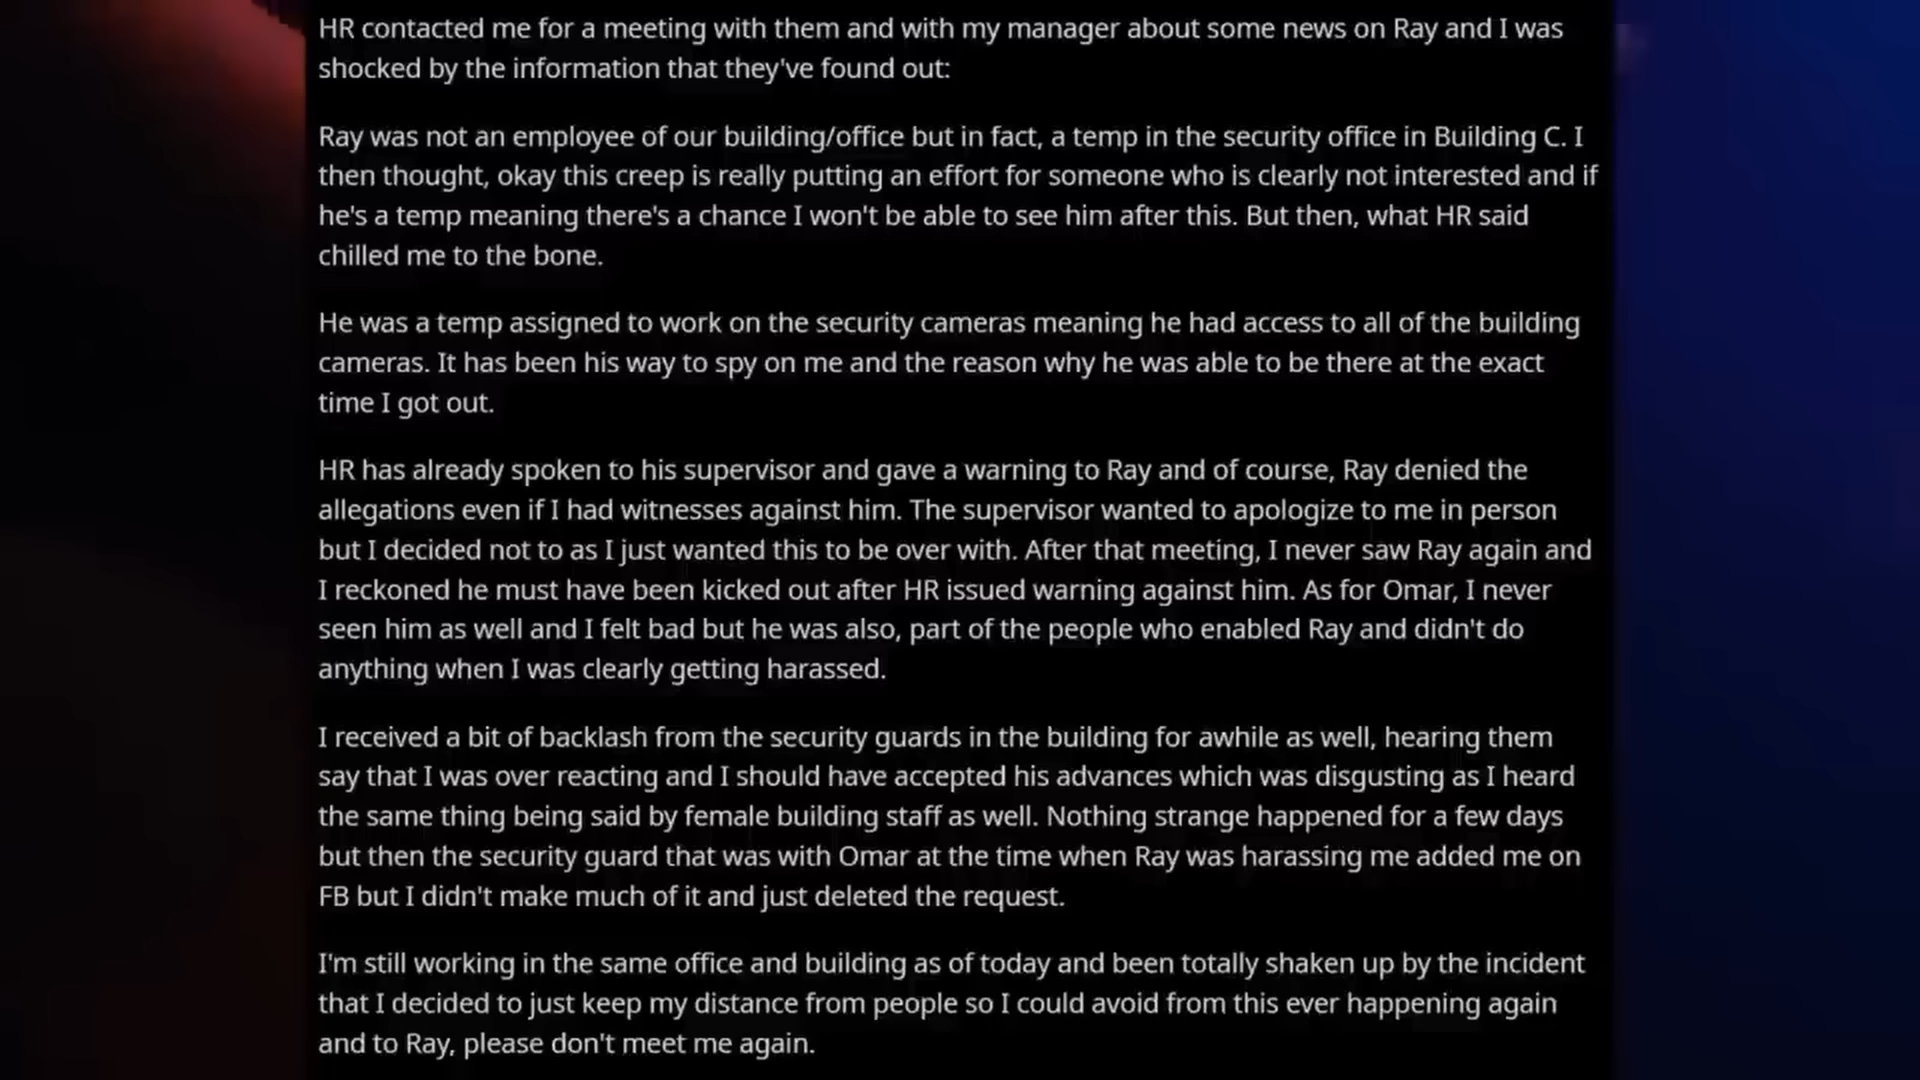 HR contacted me for a meeting with them and with my manager about some news on Ray and I was
shocked by the information that they've found out:
Ray was not an employee of our building/office but in fact, a temp in the security office in Building C. I
then thought, okay this creep is really putting an effort for someone who is clearly not interested and if
he's a temp meaning there's a chance I won't be able to see him after this. But then, what HR said
chilled me to the bone.
He was a temp assigned to work on the security cameras meaning he had access to all of the building
cameras. It has been his way to spy on me and the reason why he was able to be there at the exact
time I got out.
HR has already spoken to his supervisor and gave a warning to Ray and of course, Ray denied the
allegations even if I had witnesses against him. The supervisor wanted to apologize to me in person
but I decided not to as I just wanted this to be over with. After that meeting, I never saw Ray again and
I reckoned he must have been kicked out after HR issued warning against him. As for Omar, I never
seen him as well and I felt bad but he was also, part of the people who enabled Ray and didn't do
anything when I was clearly getting harassed.
I received a bit of backlash from the security guards in the building for awhile as well, hearing them
say that I was over reacting and I should have accepted his advances which was disgusting as I heard
the same thing being said by female building staff as well. Nothing strange happened for a few days
but then the security guard that was with Omar at the time when Ray was harassing me added me on
FB but I didn't make much of it and just deleted the request.
I'm still working in the same office and building as of today and been totally shaken up by the incident
that I decided to just keep my distance from people so I could avoid from this ever happening again
and to Ray, please don't meet me again.